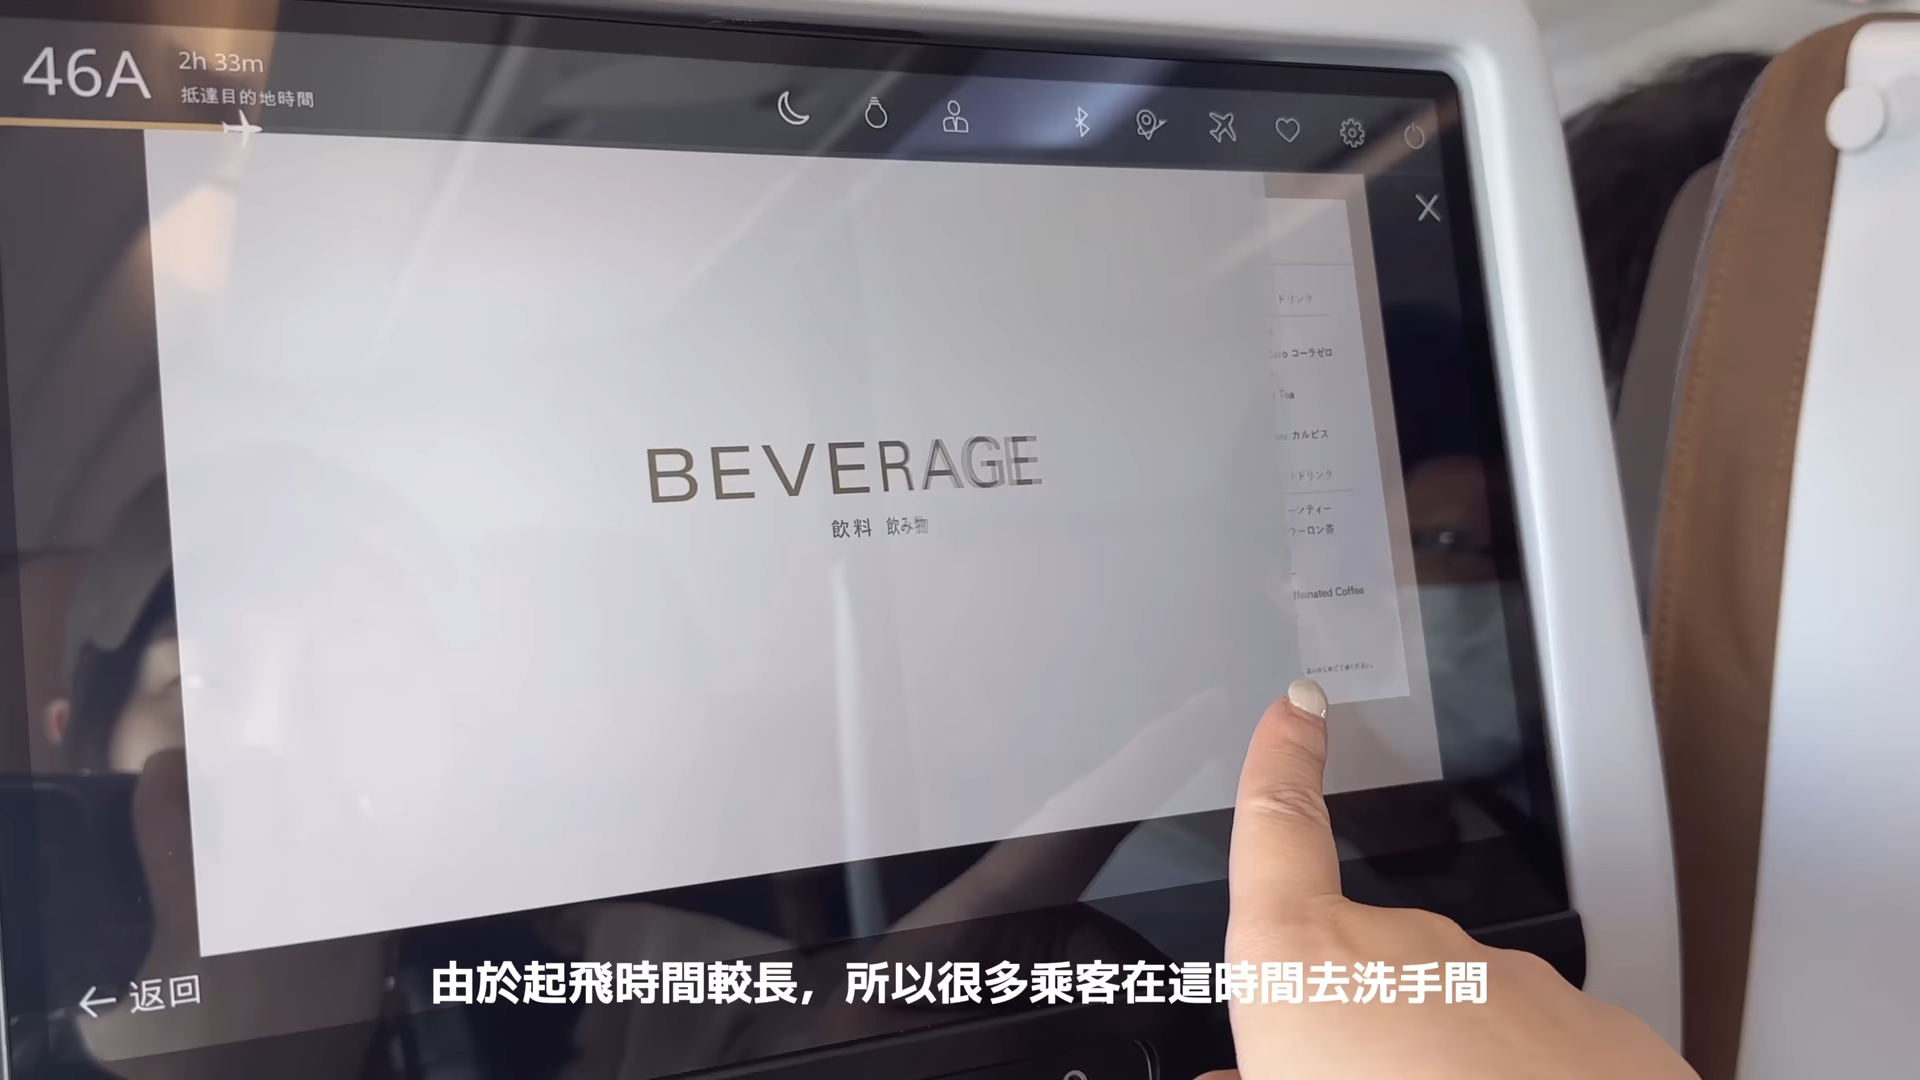 46A
2h 33m
抵達目的地時間
BEVERAGE
飲料 飲み物
ドリンク
コーラゼロ
Tea
カルピス
ドリンク
ーンティー
ウーロン茶
ffeinated Coffee
返回
由於起飛時間較長，所以很多乘客在這時間去洗手間